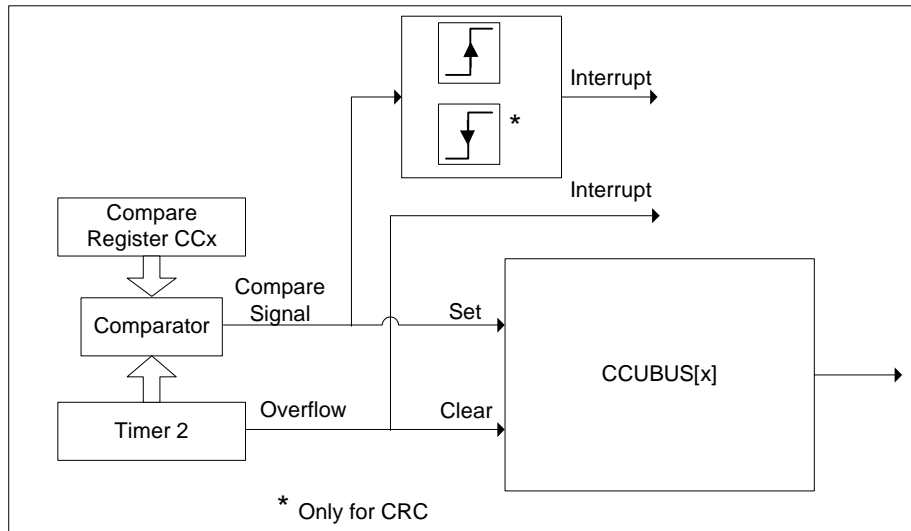 Interrupt
*
Interrupt
Compare
Register CCx
Compare
Signal
Comparator
Set
CCUBUS[x]
Overflow
Clear
Timer 2
* Only for CRC